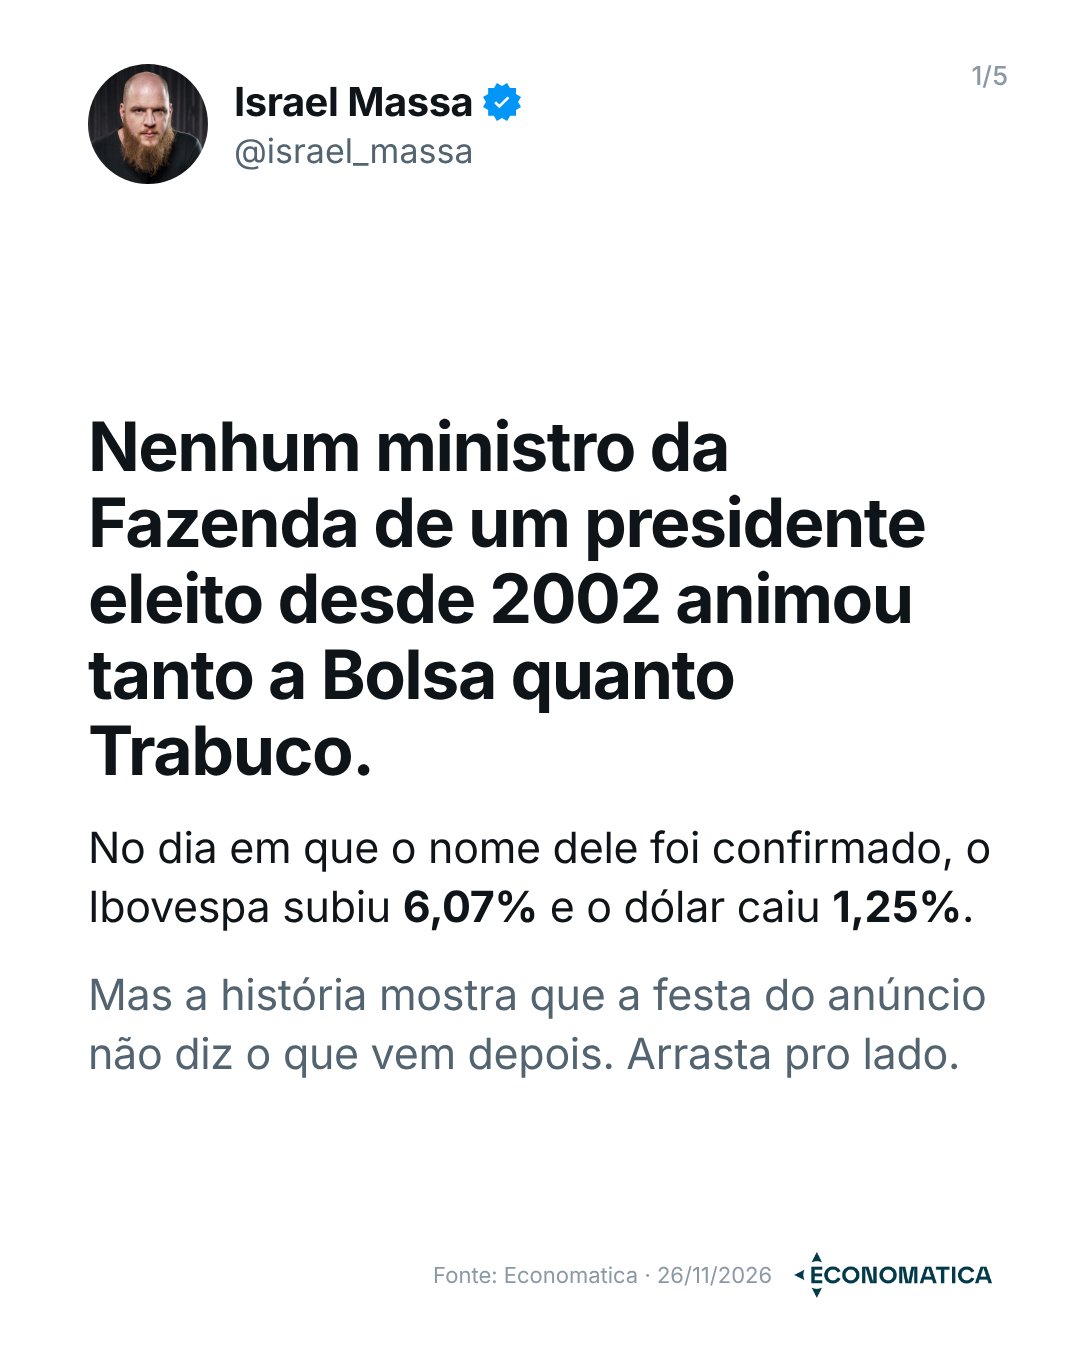 Israel Massa
@israel_massa
1/5
Nenhum ministro da
Fazenda de um presidente
eleito desde 2002 animou
tanto a Bolsa quanto
Trabuco.
No dia em que o nome dele foi confirmado, o
Ibovespa subiu 6,07% e o dólar caiu 1,25%.
Mas a história mostra que a festa do anúncio
não diz o que vem depois. Arrasta pro lado.
Fonte: Economatica · 26/11/2026
ECONOMATICA